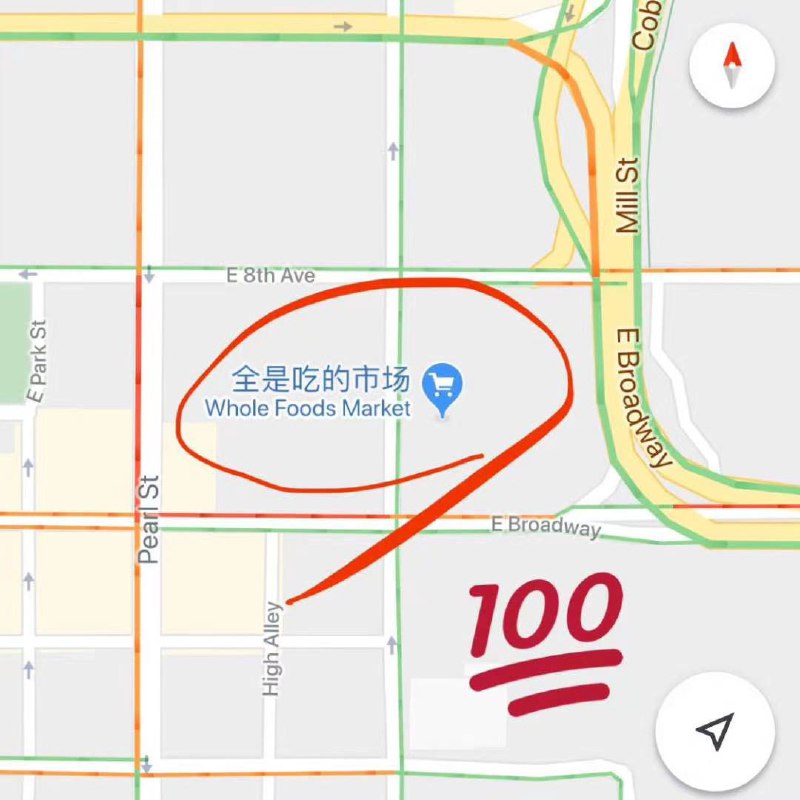 Cob
Mill St
E 8th Ave
E Park St
全是吃的市场
Whole Foods Market
E Broadway
Pearl St
E Broadway
100
High Alley